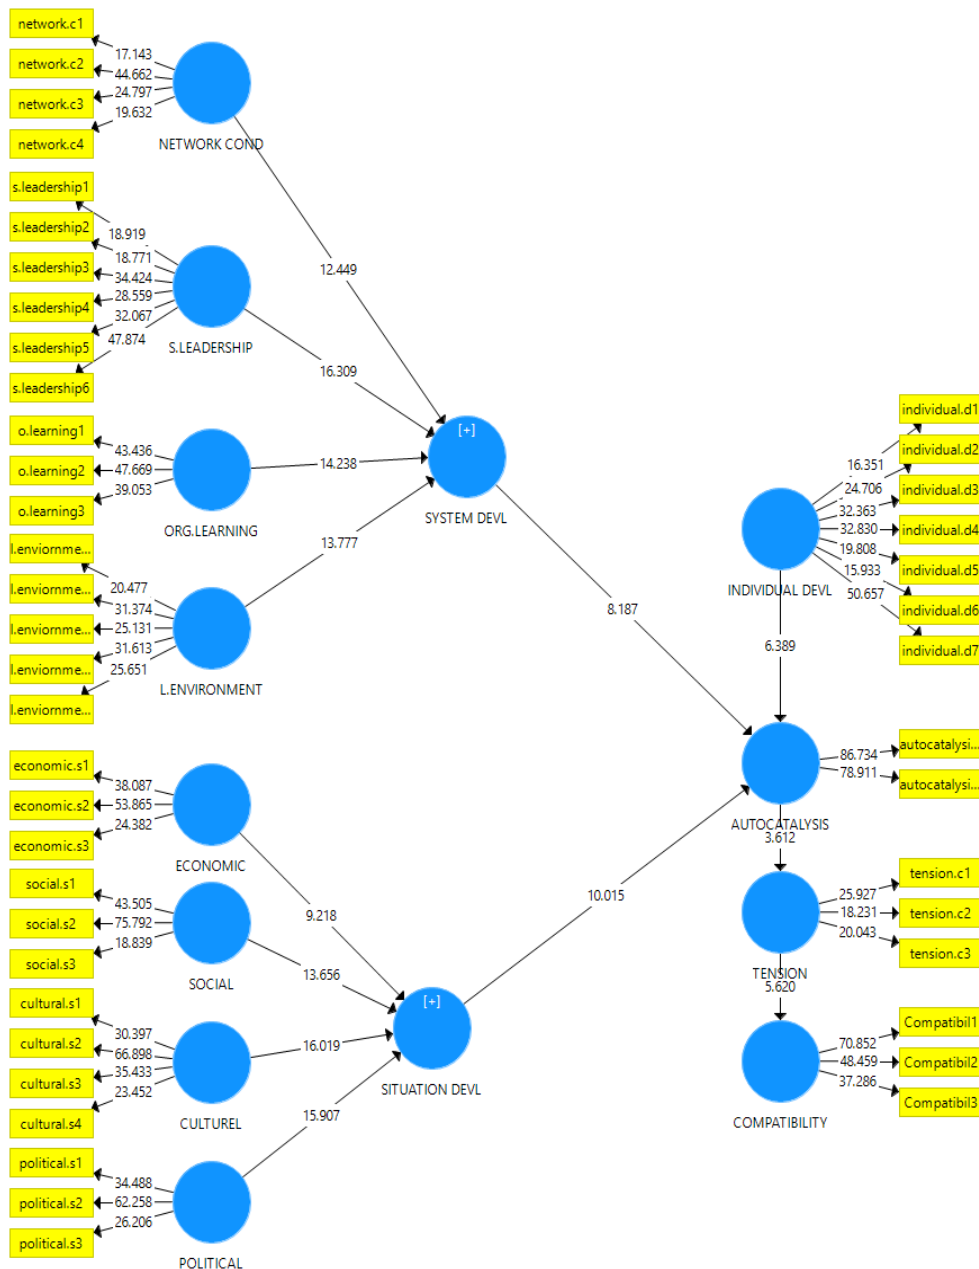 network.c1
17.143
network.c2
44.662
network.c3
24.797
network.c4
19.632
NETWORK COND
12.449
s.leadership1
18.919
s.leadership2
18.771
s.leadership3
34.424
s.leadership4
28.559
s.leadership5
32.067
s.leadership6
47.874
S.LEADERSHIP
16.309
o.learning1
43.436
o.learning2
47.669
o.learning3
39.053
ORG.LEARNING
14.238
l.enviornme...
20.477
l.enviornme...
31.374
l.enviornme...
25.131
l.enviornme...
31.613
l.enviornme...
25.651
L.ENVIRONMENT
13.777
[+]
SYSTEM DEVL
8.187
economic.s1
38.087
economic.s2
53.865
economic.s3
24.382
ECONOMIC
9.218
social.s1
43.505
social.s2
75.792
social.s3
18.839
SOCIAL
13.656
cultural.s1
30.397
cultural.s2
66.898
cultural.s3
35.433
cultural.s4
23.452
CULTUREL
16.019
political.s1
34.488
political.s2
62.258
political.s3
26.206
POLITICAL
15.907
[+]
SITUATION DEVL
10.015
individual.d1
16.351
individual.d2
24.706
individual.d3
32.363
individual.d4
32.830
individual.d5
19.808
individual.d6
15.933
individual.d7
50.657
INDIVIDUAL DEVL
6.389
autocatalysi...
86.734
autocatalysi...
78.911
AUTOCATALYSIS
3.612
tension.c1
25.927
tension.c2
18.231
tension.c3
20.043
TENSION
5.620
Compatibil1
70.852
Compatibil2
48.459
Compatibil3
37.286
COMPATIBILITY